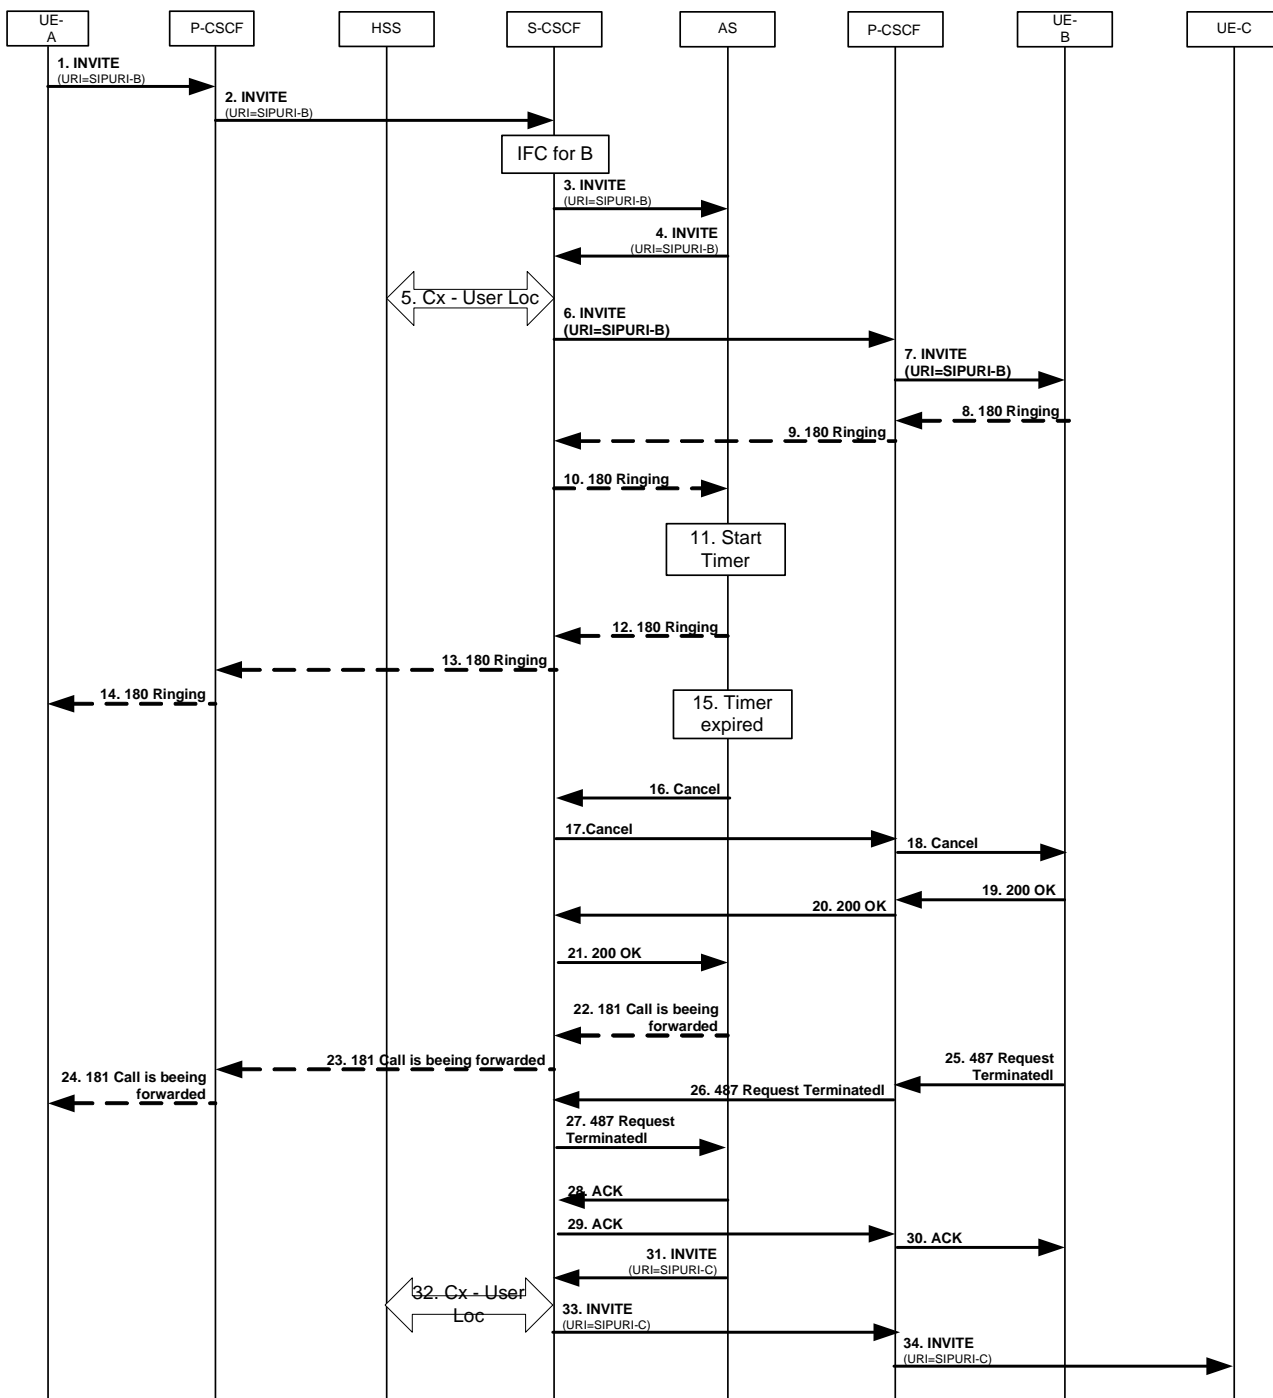 UE-
A
P-CSCF
HSS
S-CSCF
AS
P-CSCF
UE-
B
UE-C
1. INVITE
(URI=SIPURI-B)
2. INVITE
(URI=SIPURI-B)
IFC for B
3. INVITE
(URI=SIPURI-B)
4. INVITE
(URI=SIPURI-B)
5. Cx - User Loc
6. INVITE
(URI=SIPURI-B)
7. INVITE
(URI=SIPURI-B)
8. 180 Ringing
9. 180 Ringing
10. 180 Ringing
11. Start
Timer
12. 180 Ringing
13. 180 Ringing
14. 180 Ringing
15. Timer
expired
16. Cancel
17.Cancel
18. Cancel
19. 200 OK
20. 200 OK
21. 200 OK
22. 181 Call is beeing
forwarded
23. 181 Call is beeing forwarded
24. 181 Call is beeing
forwarded
25. 487 Request
Terminatedl
26. 487 Request Terminatedl
27. 487 Request
Terminatedl
28. ACK
29. ACK
30. ACK
31. INVITE
(URI=SIPURI-C)
32. Cx - User
Loc
33. INVITE
(URI=SIPURI-C)
34. INVITE
(URI=SIPURI-C)